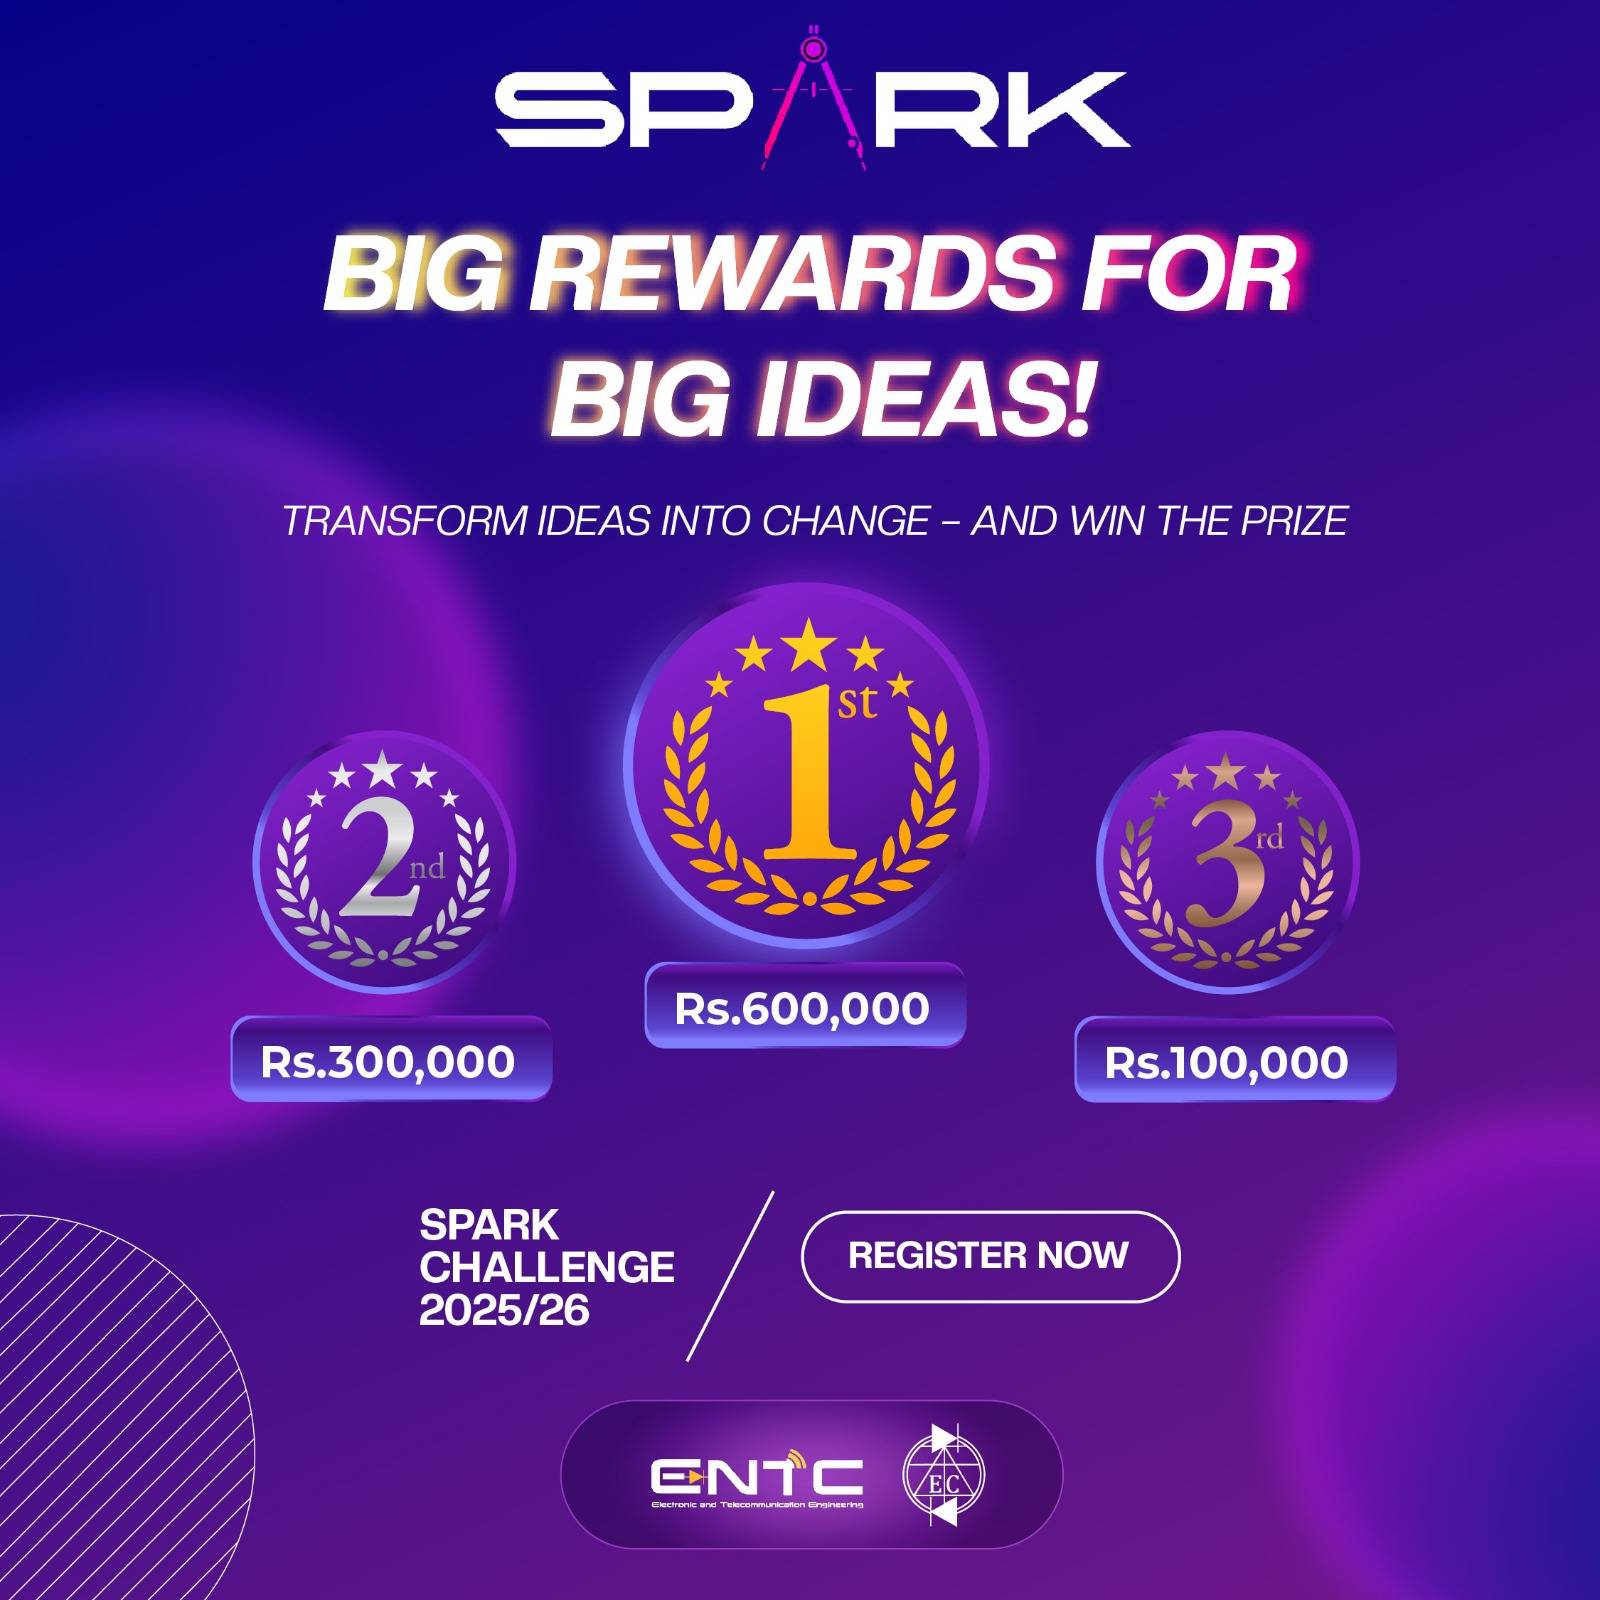 SPARK
BIG REWARDS FOR
BIG IDEAS!
TRANSFORM IDEAS INTO CHANGE – AND WIN THE PRIZE
1st
2nd
3rd
Rs.600,000
Rs.300,000
Rs.100,000
SPARK
CHALLENGE
2025/26
REGISTER NOW
ENTC
Electronic and Telecommunication Engineering
EC